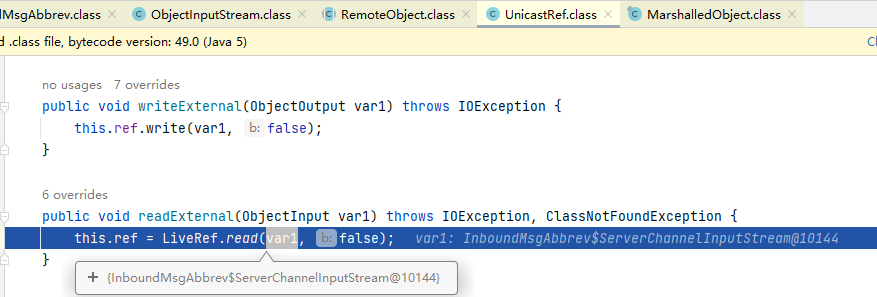 MsgAbbrev.class ObjectInputStream.class RemoteObject.class UnicastRef.class MarshalledObject.class
d .class file, bytecode version: 49.0 (Java 5)
no usages 7 overrides
public void writeExternal(ObjectOutput var1) throws IOException {
this.ref.write(var1, b: false);
}
6 overrides
public void readExternal(ObjectInput var1) throws IOException, ClassNotFoundException {
this.ref = LiveRef.read(var1, b: false); var1: InboundMsgAbbrev$ServerChannelInputStream@10144
}
+ {InboundMsgAbbrev$ServerChannelInputStream@10144}